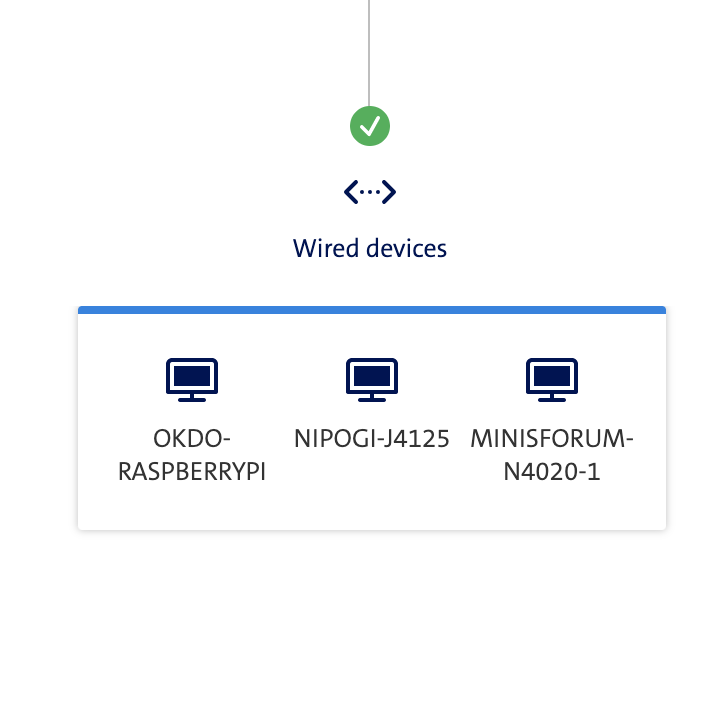 Wired devices
OKDO-
RASPBERRYPI
NIPOGI-J4125
MINISFORUM-
N4020-1